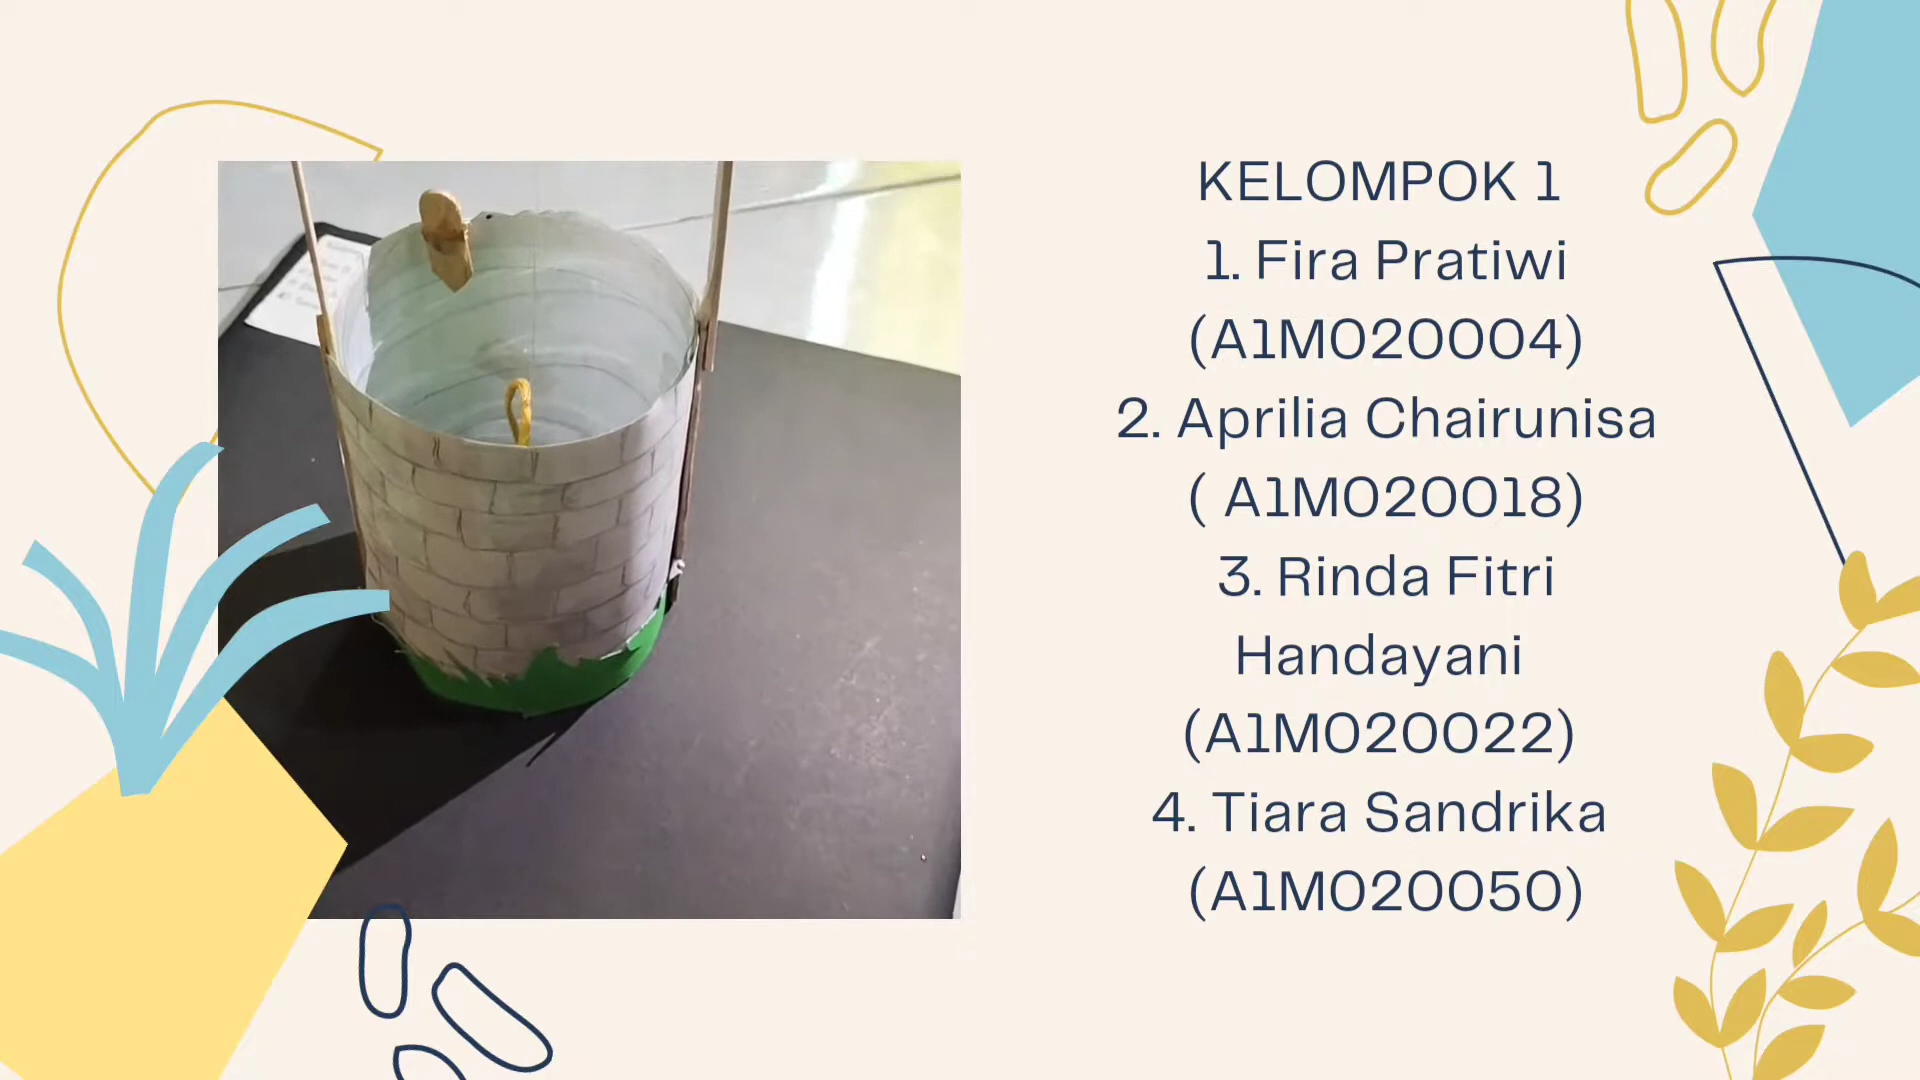 KELOMPOK 1
1. Fira Pratiwi
(A1M020004)
2. Aprilia Chairunisa
( A1M020018)
3. Rinda Fitri
Handayani
(A1M020022)
4. Tiara Sandrika
(A1M020050)